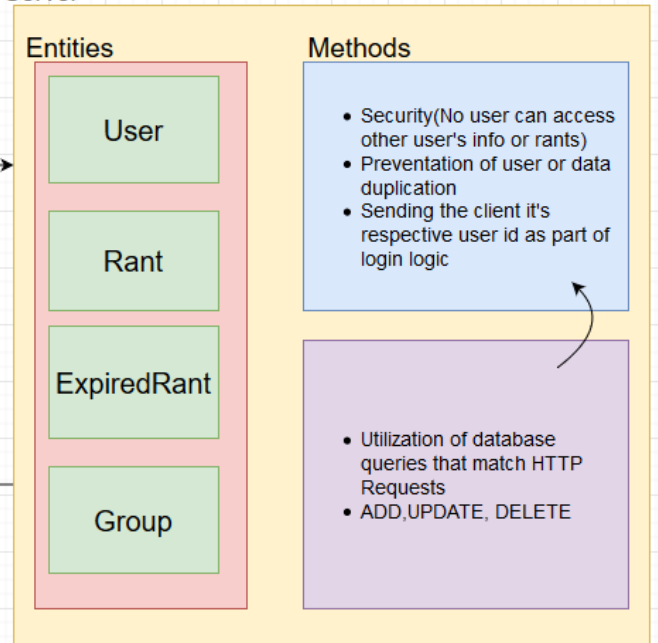 Server
Entities
User
Rant
ExpiredRant
Group
Methods
• Security(No user can access
other user's info or rants)
• Preventation of user or data
duplication
• Sending the client it's
respective user id as part of
login logic
• Utilization of database
queries that match HTTP
Requests
• ADD,UPDATE, DELETE